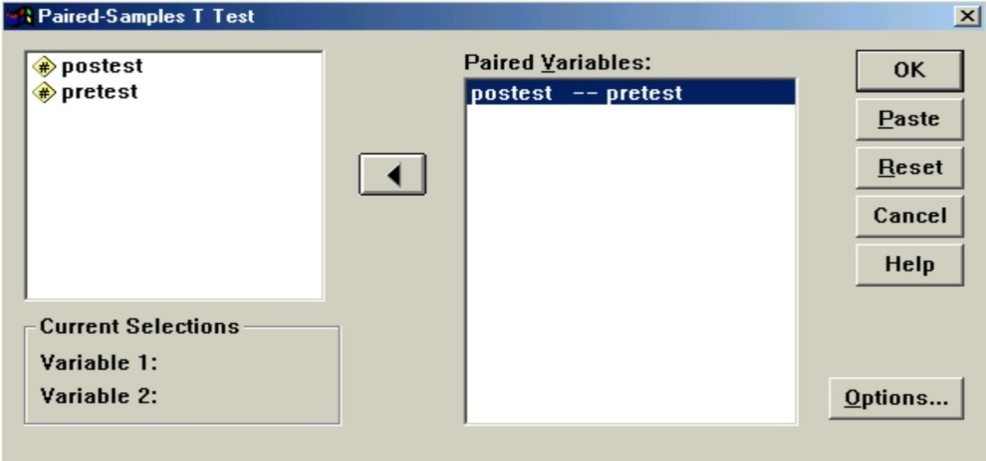 Paired-Samples T Test
# postest
# pretest
Paired Variables:
postest -- pretest
OK
Paste
Reset
Cancel
Help
Current Selections
Variable 1:
Variable 2:
Options...